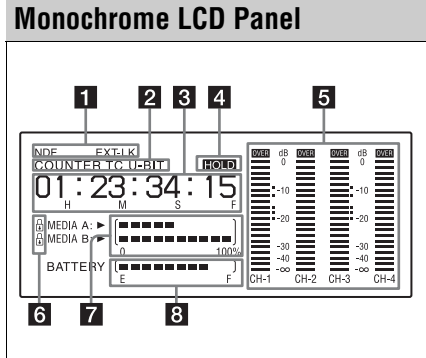 Monochrome LCD Panel
1 2 3 4 5
NDF EXT-LK
COUNTER TC U-BIT HOLD
01:23:34:15
H M S F
MEDIA A: ►
MEDIA B: ►
0 100%
BATTERY
E F
OVER dB OVER OVER dB OVER
0 0
-10 -10
-20 -20
-30 -30
-40 -40
-∞ -∞
CH-1 CH-2 CH-3 CH-4
6 7 8